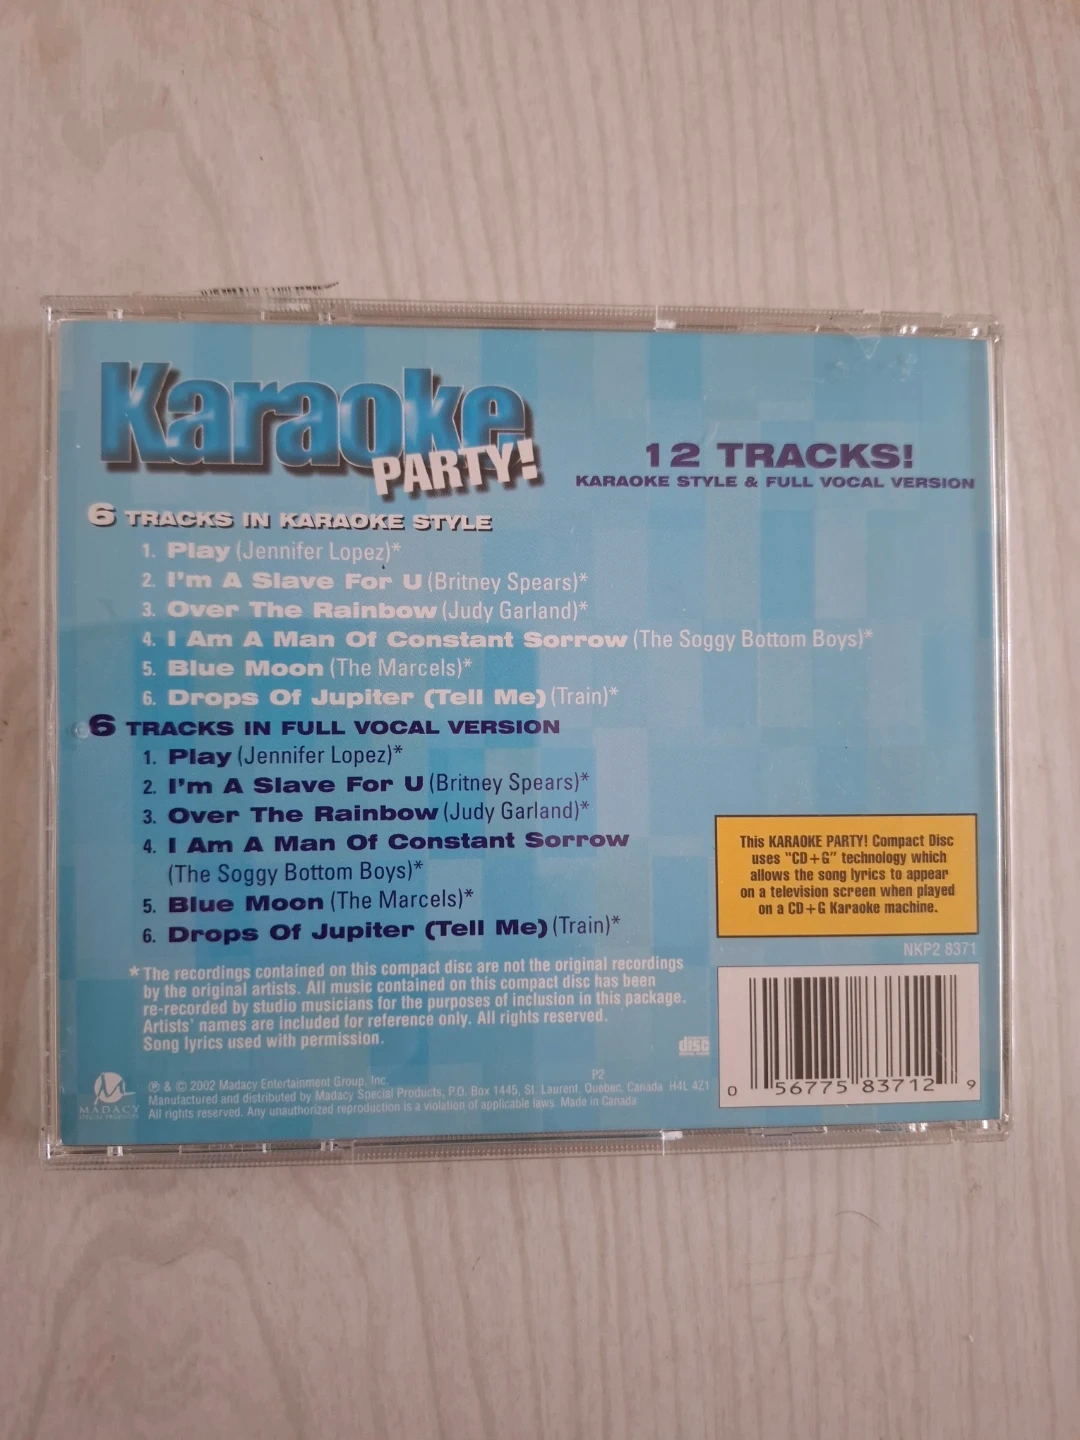 Karaoke
PARTY!
12 TRACKS!
KARAOKE STYLE & FULL VOCAL VERSION
6 TRACKS IN KARAOKE STYLE
1. Play (Jennifer Lopez)*
2. I'm A Slave For U (Britney Spears)*
3. Over The Rainbow (Judy Garland)*
4. I Am A Man Of Constant Sorrow (The Soggy Bottom Boys)*
5. Blue Moon (The Marcels)*
6. Drops Of Jupiter (Tell Me) (Train)*
6 TRACKS IN FULL VOCAL VERSION
1. Play (Jennifer Lopez)*
2. I'm A Slave For U (Britney Spears)*
3. Over The Rainbow (Judy Garland)*
4. I Am A Man Of Constant Sorrow
(The Soggy Bottom Boys)*
5. Blue Moon (The Marcels)*
6. Drops Of Jupiter (Tell Me) (Train)*
This KARAOKE PARTY! Compact Disc
uses "CD+G" technology which
allows the song lyrics to appear
on a television screen when played
on a CD+G Karaoke machine.
NKP2 8371
*The recordings contained on this compact disc are not the original recordings
by the original artists. All music contained on this compact disc has been
re-recorded by studio musicians for the purposes of inclusion in this package.
Artists' names are included for reference only. All rights reserved.
Song lyrics used with permission.
disc
MADACY
SPECIAL PRODUCTS
P2
℗ & © 2002 Madacy Entertainment Group, Inc.
Manufactured and distributed by Madacy Special Products, P.O. Box 1445, St. Laurent, Quebec, Canada H4L 4Z1
All rights reserved. Any unauthorized reproduction is a violation of applicable laws. Made in Canada
0 56775 83712 9